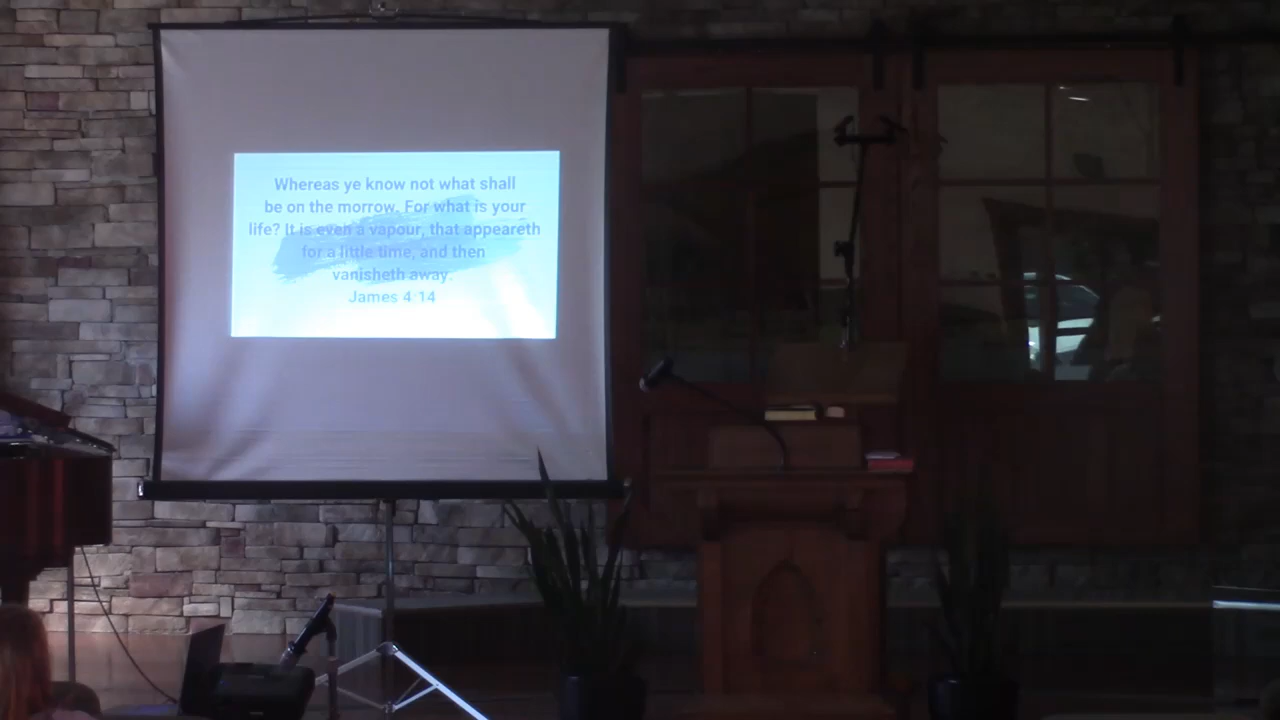 Whereas ye know not what shall
be on the morrow. For what is your
life? It is even a vapour, that appeareth
for a little time, and then
vanisheth away.
James 4:14